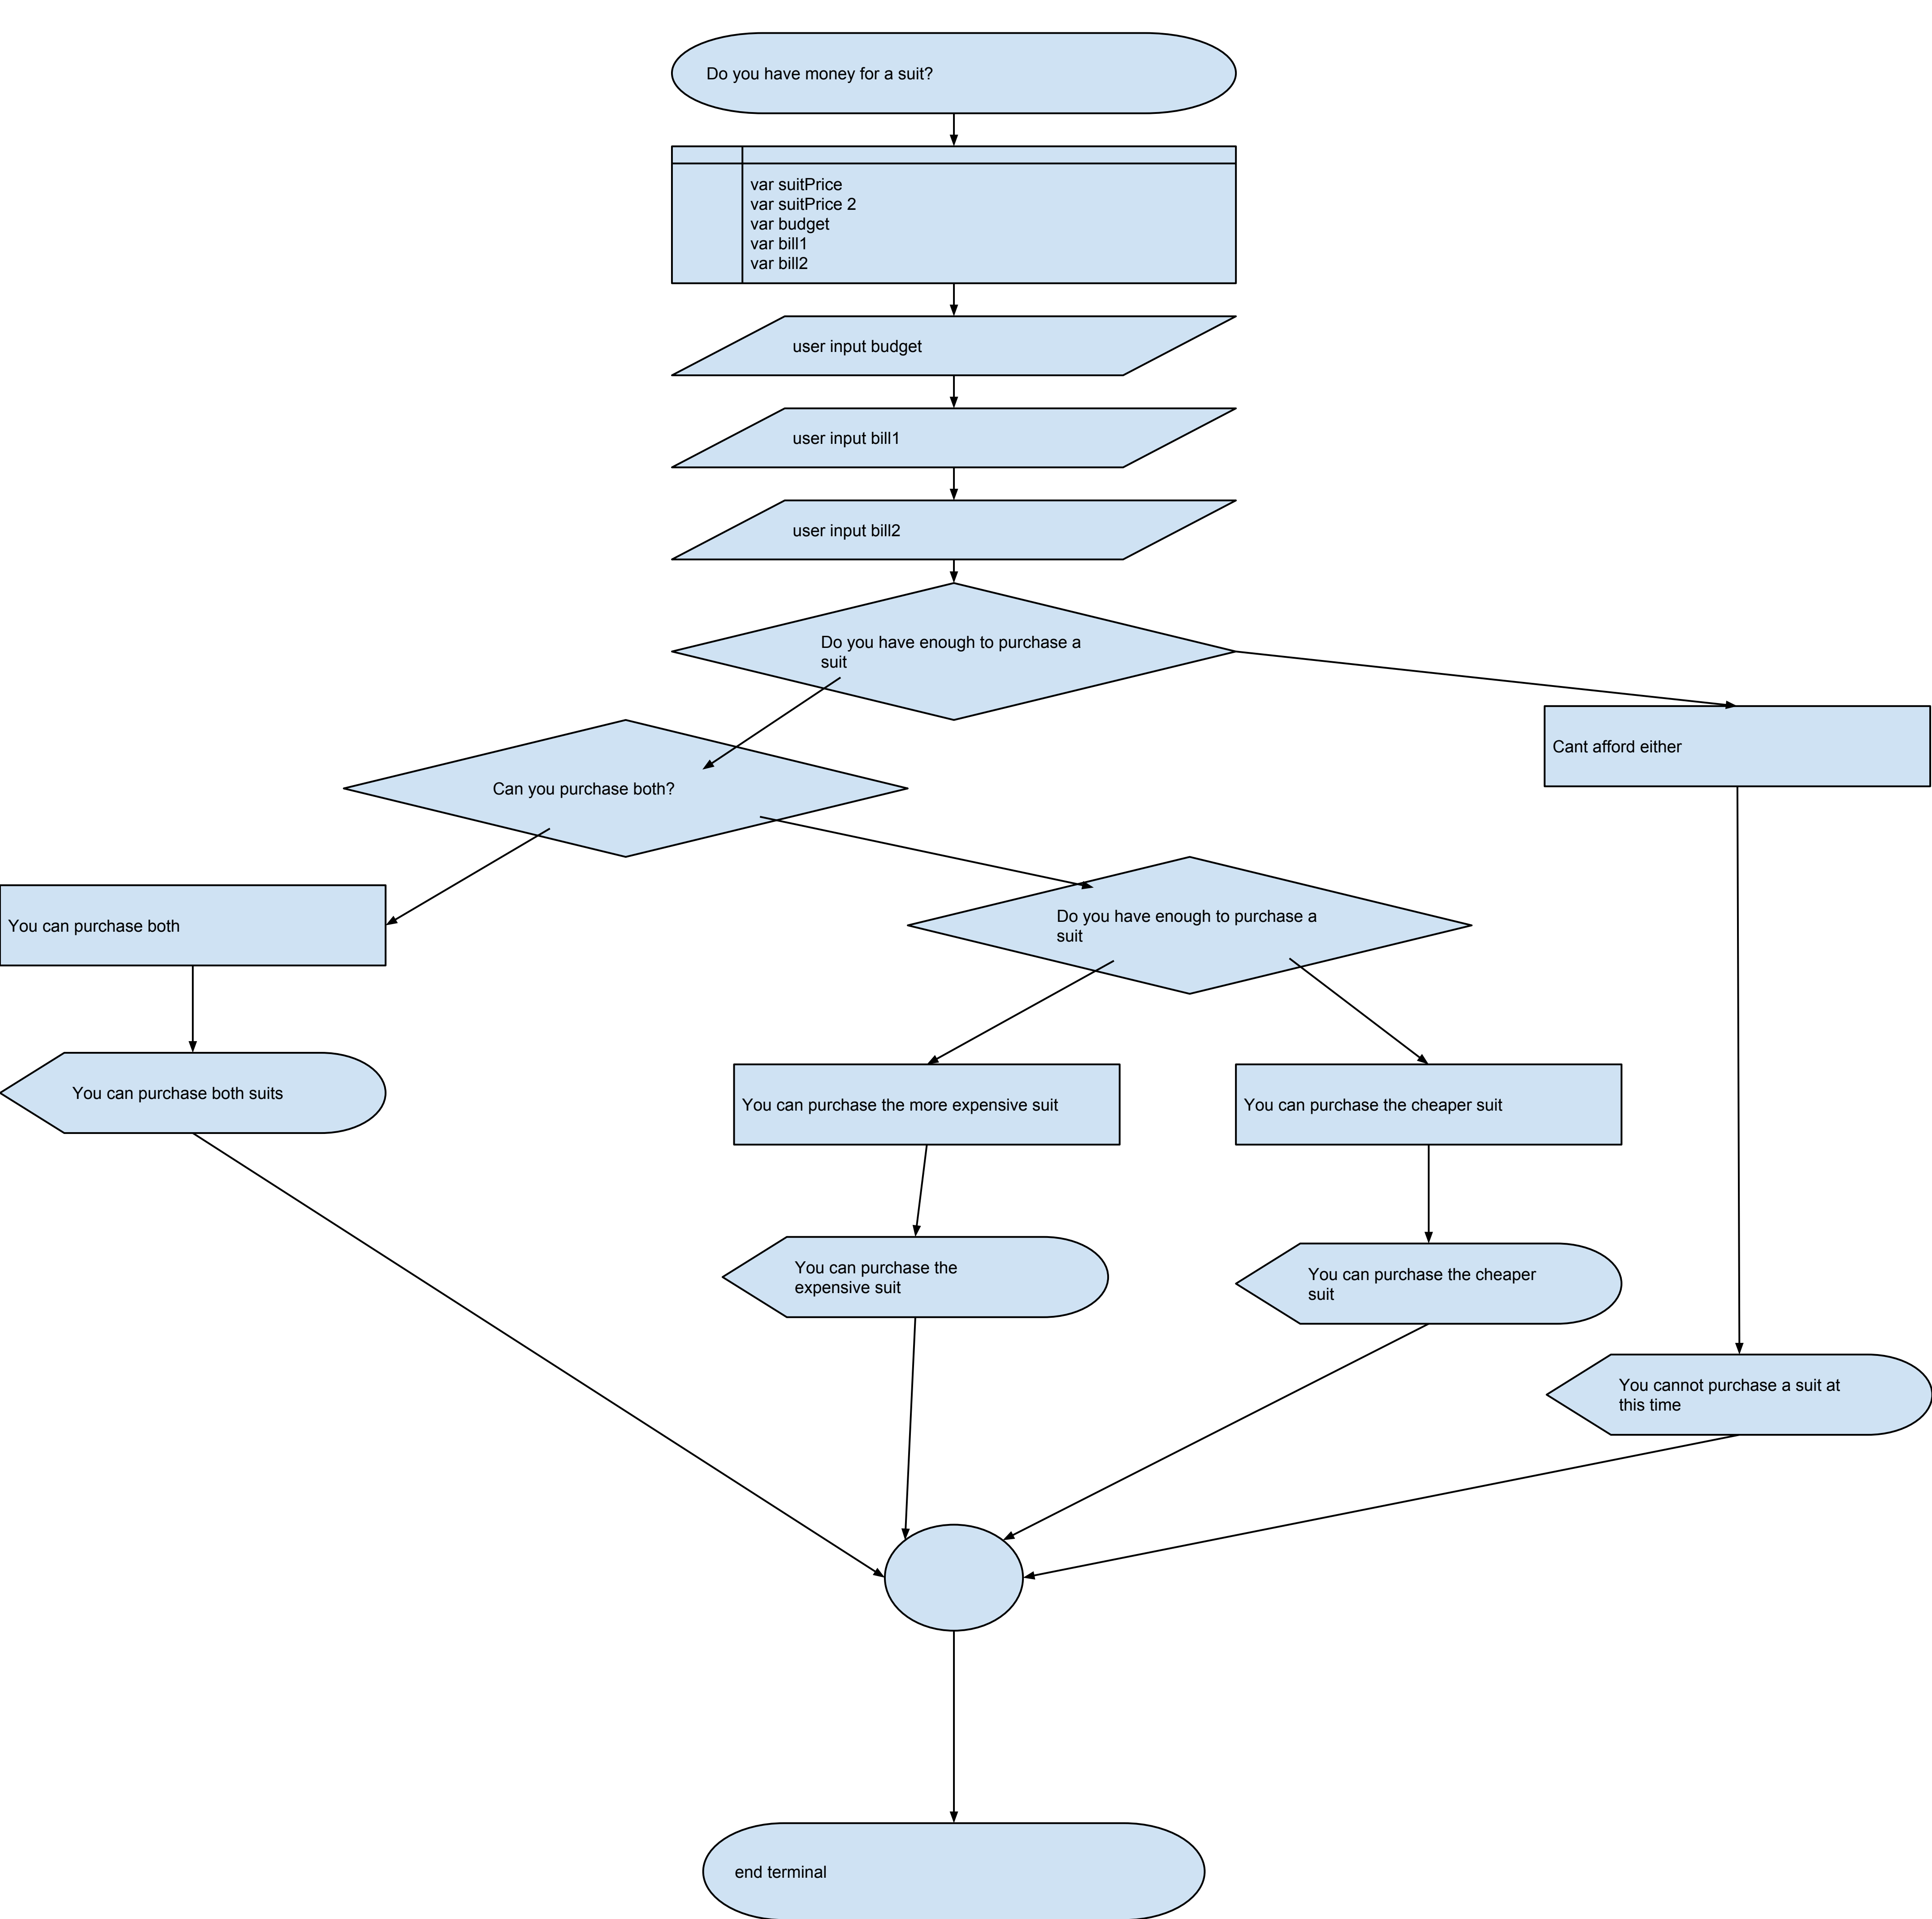 Do you have money for a suit?
var suitPrice
var suitPrice 2
var budget
var bill1
var bill2
user input budget
user input bill1
user input bill2
Do you have enough to purchase a
suit
Cant afford either
Can you purchase both?
You can purchase both
Do you have enough to purchase a
suit
You can purchase both suits
You can purchase the more expensive suit
You can purchase the cheaper suit
You can purchase the
expensive suit
You can purchase the cheaper
suit
You cannot purchase a suit at
this time
end terminal